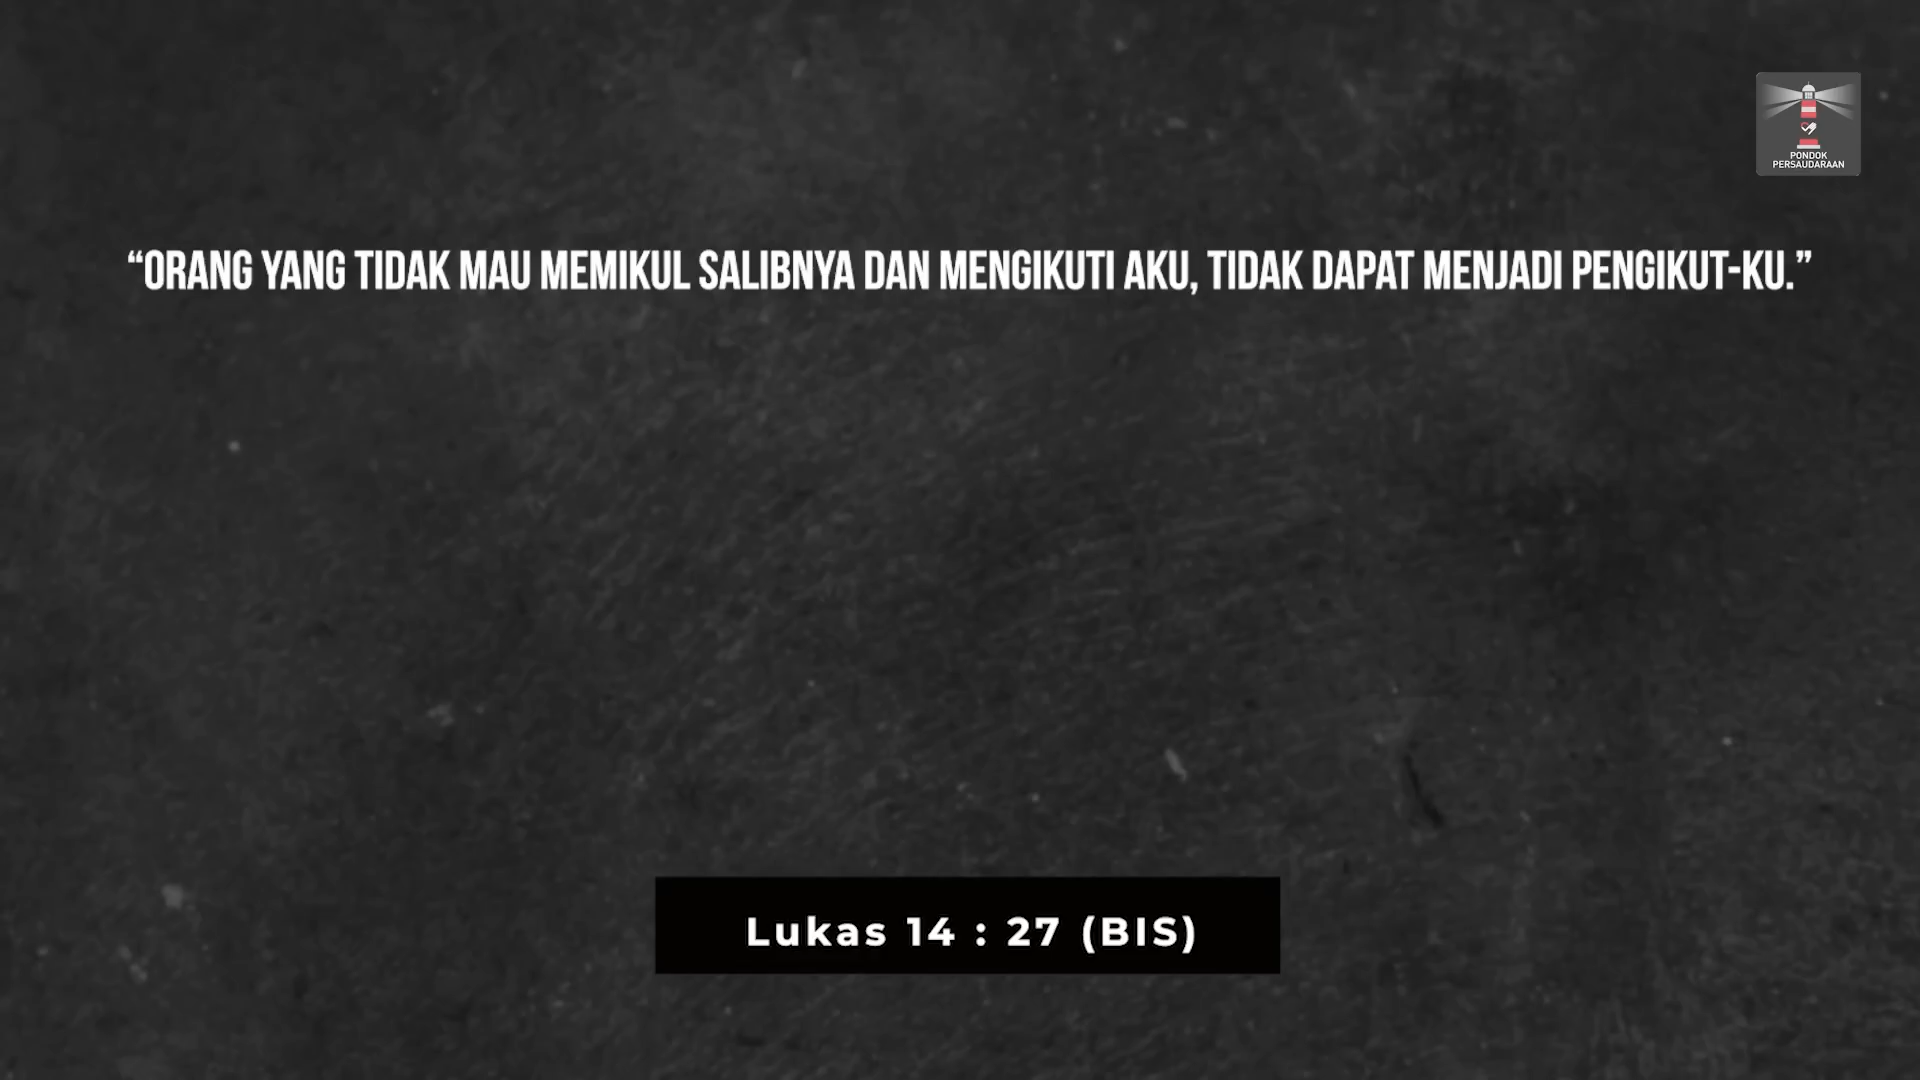 PONDOK
PERSAUDARAAN
“ORANG YANG TIDAK MAU MEMIKUL SALIBNYA DAN MENGIKUTI AKU, TIDAK DAPAT MENJADI PENGIKUT-KU.”
Lukas 14 : 27 (BIS)